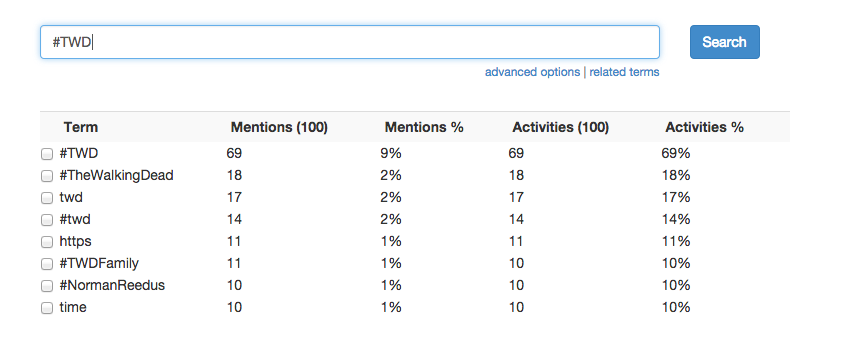 #TWD
Search
advanced options | related terms
Term Mentions (100) Mentions % Activities (100) Activities %
#TWD 69 9% 69 69%
#TheWalkingDead 18 2% 18 18%
twd 17 2% 17 17%
#twd 14 2% 14 14%
https 11 1% 11 11%
#TWDFamily 11 1% 10 10%
#NormanReedus 10 1% 10 10%
time 10 1% 10 10%